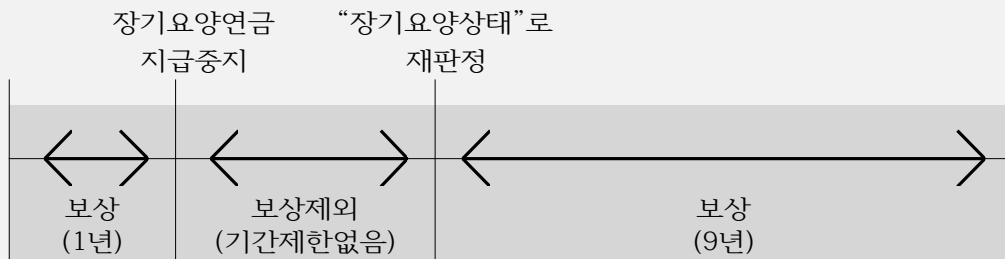 장기요양연금
지급중지
“장기요양상태”로
재판정
보상
(1년)
보상제외
(기간제한없음)
보상
(9년)